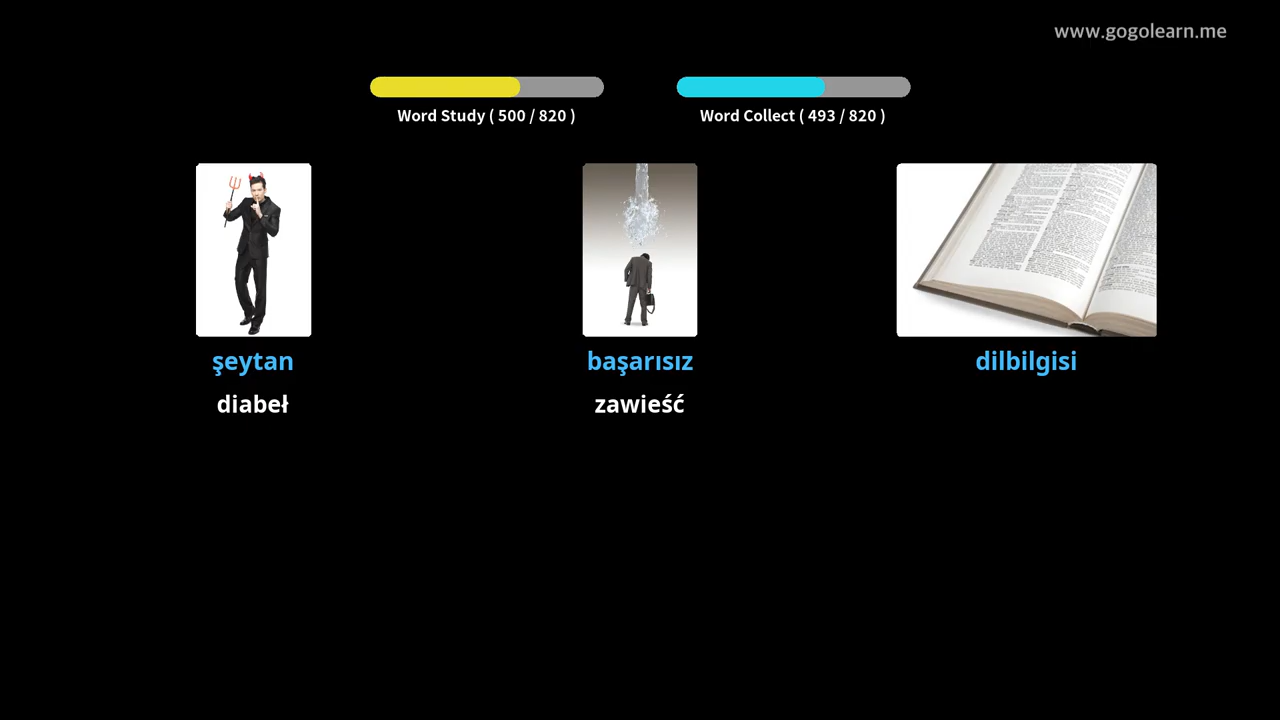 www.gogolearn.me
Word Study ( 500 / 820 )
Word Collect ( 493 / 820 )
şeytan
başarısız
dilbilgisi
diabeł
zawieść